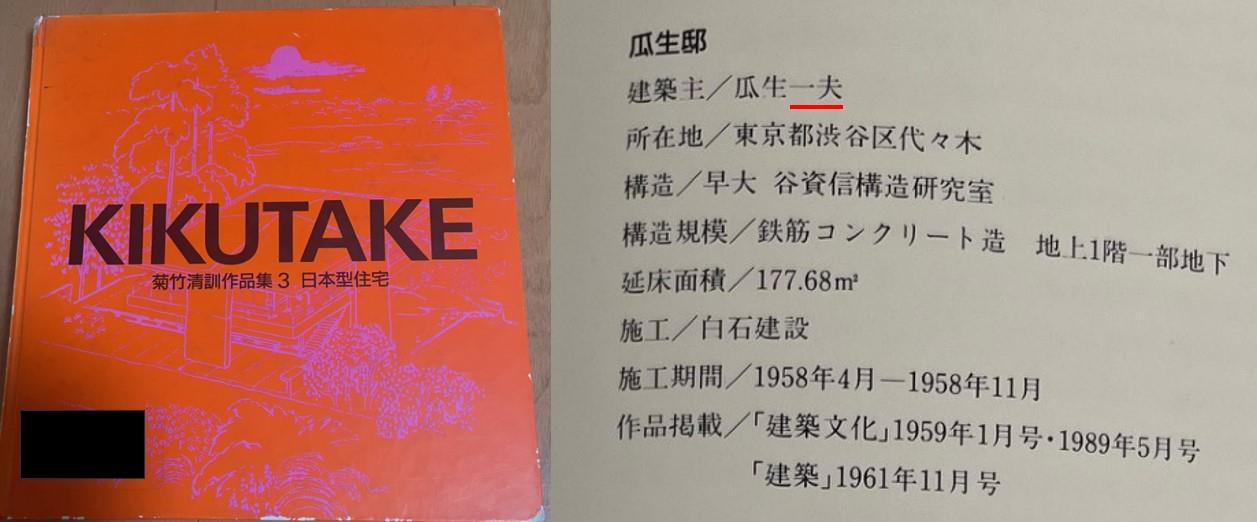 KIKUTAKE
菊竹清訓作品集 3 日本型住宅
瓜生邸
建築主／瓜生一夫
所在地／東京都渋谷区代々木
構造／早大 谷資信構造研究室
構造規模／鉄筋コンクリート造 地上1階一部地下
延床面積／177.68㎡
施工／白石建設
施工期間／1958年4月―1958年11月
作品掲載／「建築文化」1959年1月号・1989年5月号
「建築」1961年11月号